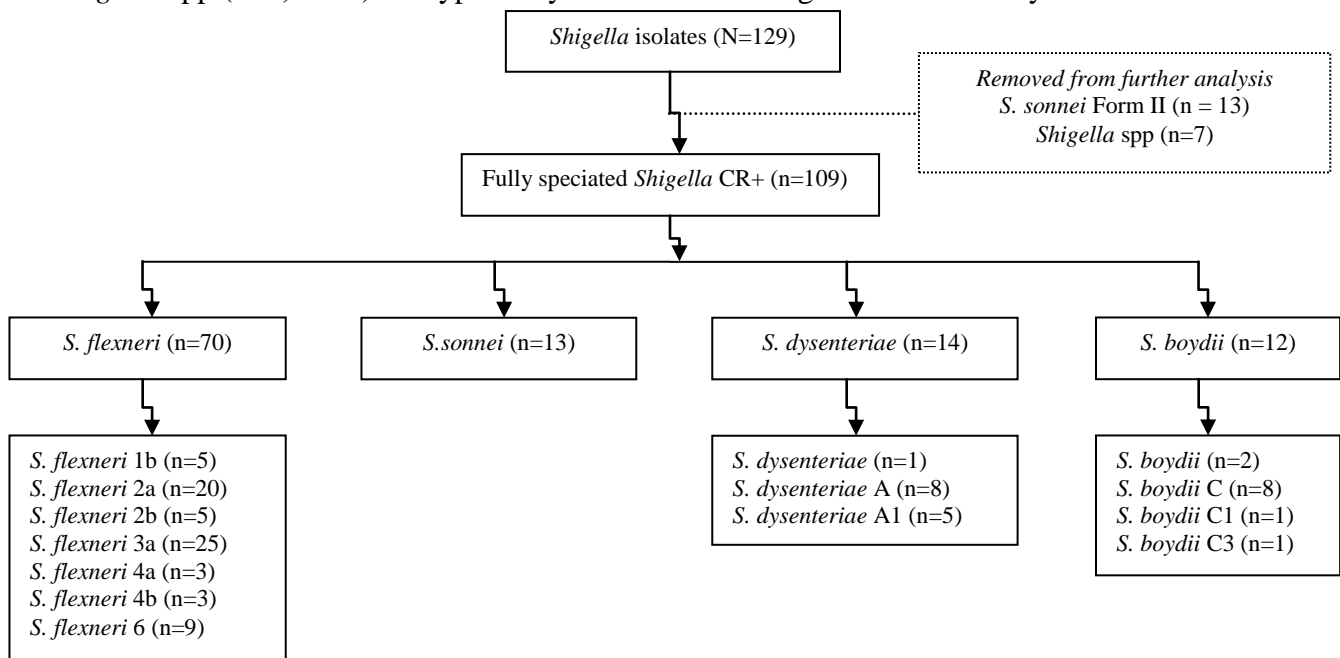 Shigella isolates (N=129)
Removed from further analysis
S. sonnei Form II (n = 13)
Shigella spp (n=7)
Fully speciated Shigella CR+ (n=109)
S. flexneri (n=70)
S.sonnei (n=13)
S. dysenteriae (n=14)
S. boydii (n=12)
S. flexneri 1b (n=5)
S. flexneri 2a (n=20)
S. flexneri 2b (n=5)
S. flexneri 3a (n=25)
S. flexneri 4a (n=3)
S. flexneri 4b (n=3)
S. flexneri 6 (n=9)
S. dysenteriae (n=1)
S. dysenteriae A (n=8)
S. dysenteriae A1 (n=5)
S. boydii (n=2)
S. boydii C (n=8)
S. boydii C1 (n=1)
S. boydii C3 (n=1)